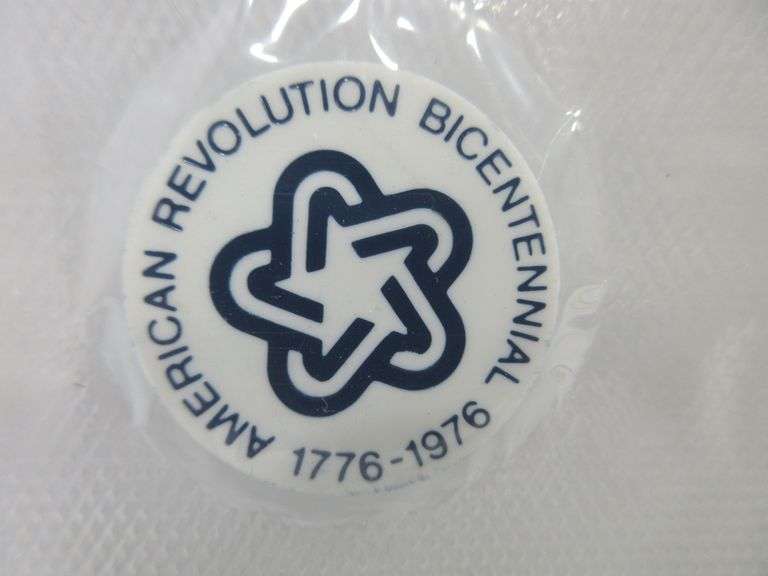 AMERICAN REVOLUTION BICENTENNIAL
1776-1976